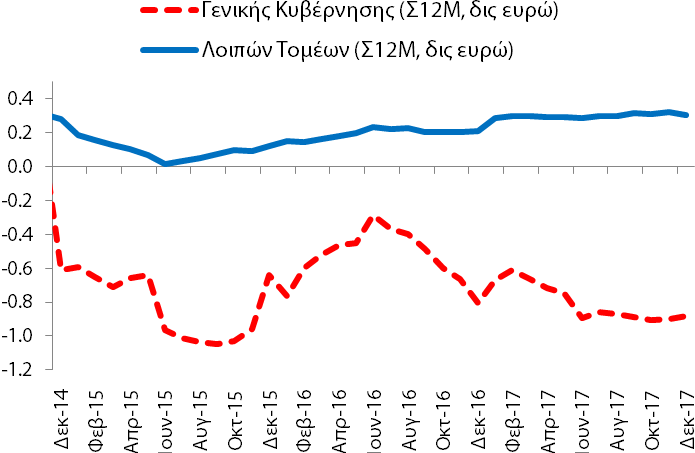 Γενικής Κυβέρνησης (Σ12Μ, δις ευρώ)
Λοιπών Τομέων (Σ12Μ, δις ευρώ)
0.4
0.2
0.0
-0.2
-0.4
-0.6
-0.8
-1.0
-1.2
Δεκ-14
Φεβ-15
Απρ-15
Ιουν-15
Αυγ-15
Οκτ-15
Δεκ-15
Φεβ-16
Απρ-16
Ιουν-16
Αυγ-16
Οκτ-16
Δεκ-16
Φεβ-17
Απρ-17
Ιουν-17
Αυγ-17
Οκτ-17
Δεκ-17